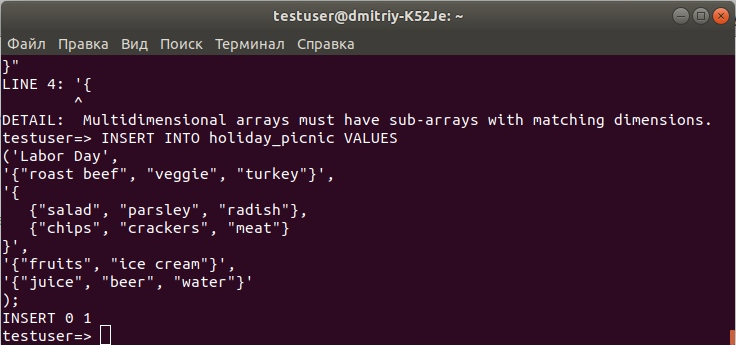 testuser@dmitriy-K52Je: ~
Файл Правка Вид Поиск Терминал Справка
}"
LINE 4: '{
^
DETAIL:  Multidimensional arrays must have sub-arrays with matching dimensions.
testuser=> INSERT INTO holiday_picnic VALUES
('Labor Day',
'{"roast beef", "veggie", "turkey"}',
'{
   {"salad", "parsley", "radish"},
   {"chips", "crackers", "meat"}
}',
'{"fruits", "ice cream"}',
'{"juice", "beer", "water"}'
);
INSERT 0 1
testuser=>